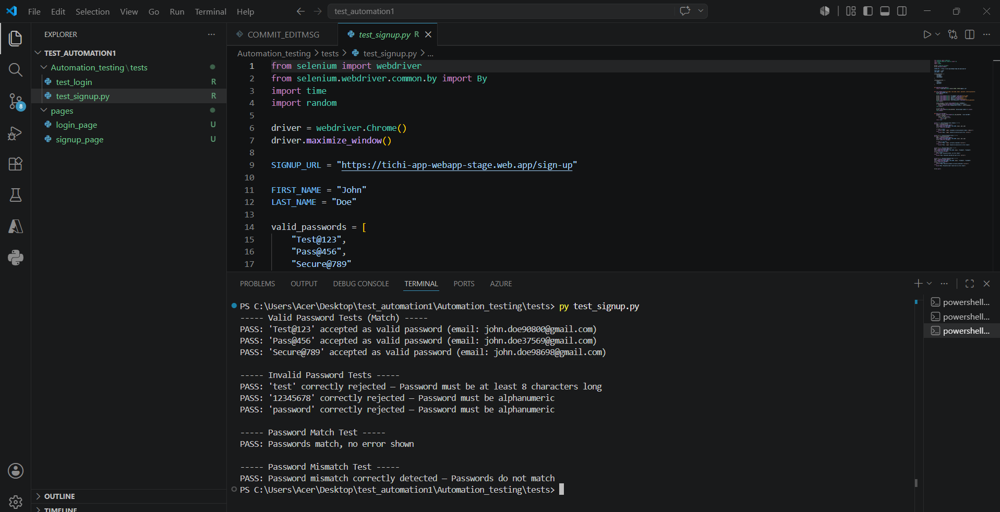 File Edit Selection View Go Run Terminal Help
test_automation1
EXPLORER
TEST_AUTOMATION1
Automation_testing\tests
test_login R
test_signup.py R
pages
login_page U
signup_page U
8
OUTLINE
TIMELINE
COMMIT_EDITMSG
test_signup.py R
Automation_testing > tests > test_signup.py > ...
1 from selenium import webdriver
2 from selenium.webdriver.common.by import By
3 import time
4 import random
5
6 driver = webdriver.Chrome()
7 driver.maximize_window()
8
9 SIGNUP_URL = "https://tichi-app-webapp-stage.web.app/sign-up"
10
11 FIRST_NAME = "John"
12 LAST_NAME = "Doe"
13
14 valid_passwords = [
15 "Test@123",
16 "Pass@456",
17 "Secure@789"
PROBLEMS OUTPUT DEBUG CONSOLE TERMINAL PORTS AZURE
PS C:\Users\Acer\Desktop\test_automation1\Automation_testing\tests> py test_signup.py
----- Valid Password Tests (Match) -----
PASS: 'Test@123' accepted as valid password (email: john.doe90800@gmail.com)
PASS: 'Pass@456' accepted as valid password (email: john.doe37569@gmail.com)
PASS: 'Secure@789' accepted as valid password (email: john.doe98698@gmail.com)
----- Invalid Password Tests -----
PASS: 'test' correctly rejected – Password must be at least 8 characters long
PASS: '12345678' correctly rejected – Password must be alphanumeric
PASS: 'password' correctly rejected – Password must be alphanumeric
----- Password Match Test -----
PASS: Passwords match, no error shown
----- Password Mismatch Test -----
PASS: Password mismatch correctly detected – Passwords do not match
PS C:\Users\Acer\Desktop\test_automation1\Automation_testing\tests>
powershell...
powershell...
powershell...